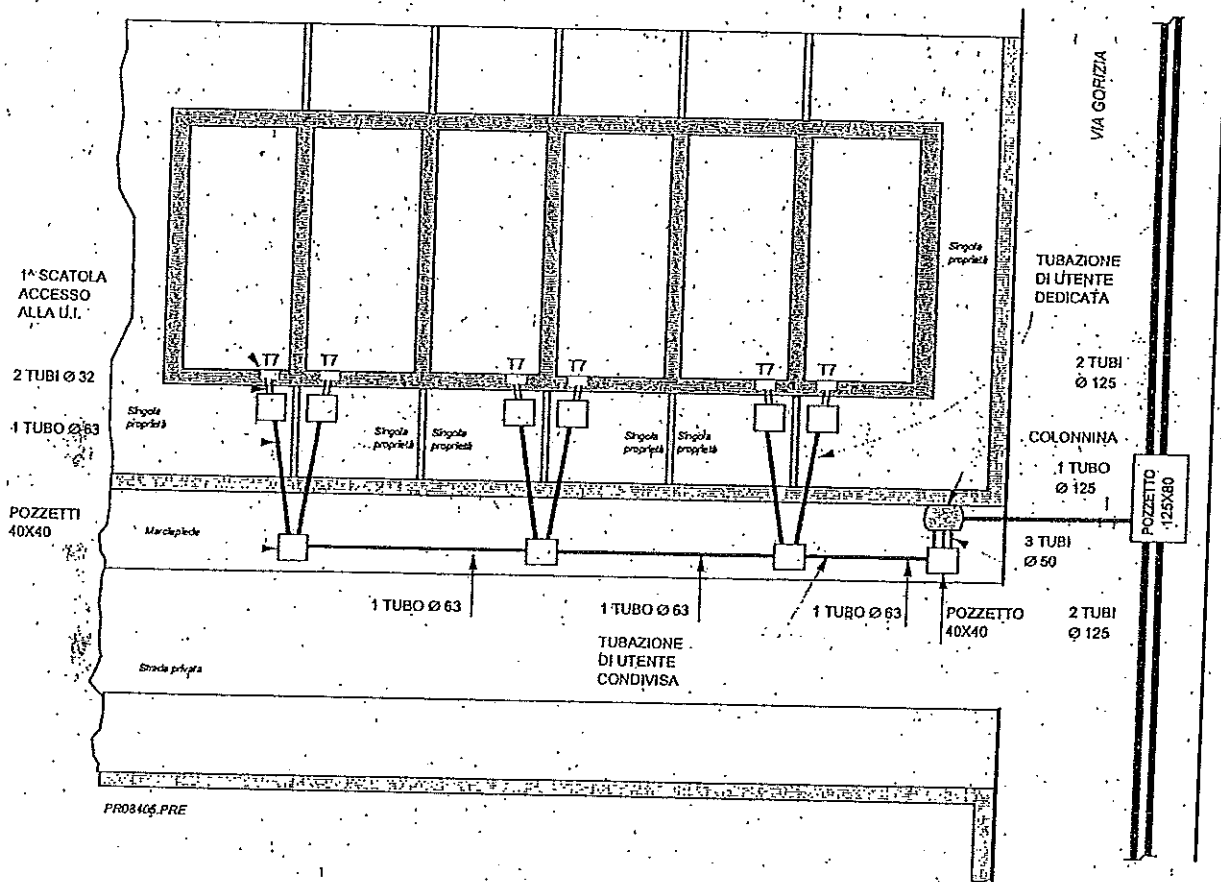 VIA GORIZIA
1^ SCATOLA
ACCESSO
ALLA U.I.
2 TUBI Ø 32
1 TUBO Ø 63
POZZETTI
40X40
T7
T7
T7
T7
T7
T7
Singola
proprietà
Singola
proprietà
Singola
proprietà
Singola
proprietà
Singola
proprietà
Singola
proprietà
TUBAZIONE
DI UTENTE
DEDICATA
2 TUBI
Ø 125
COLONNINA
1 TUBO
Ø 125
POZZETTO
125X80
3 TUBI
Ø 50
Marciapiede
1 TUBO Ø 63
1 TUBO Ø 63
1 TUBO Ø 63
POZZETTO
40X40
2 TUBI
Ø 125
TUBAZIONE
DI UTENTE
CONDIVISA
Strada privata
PR08405.PRE
1